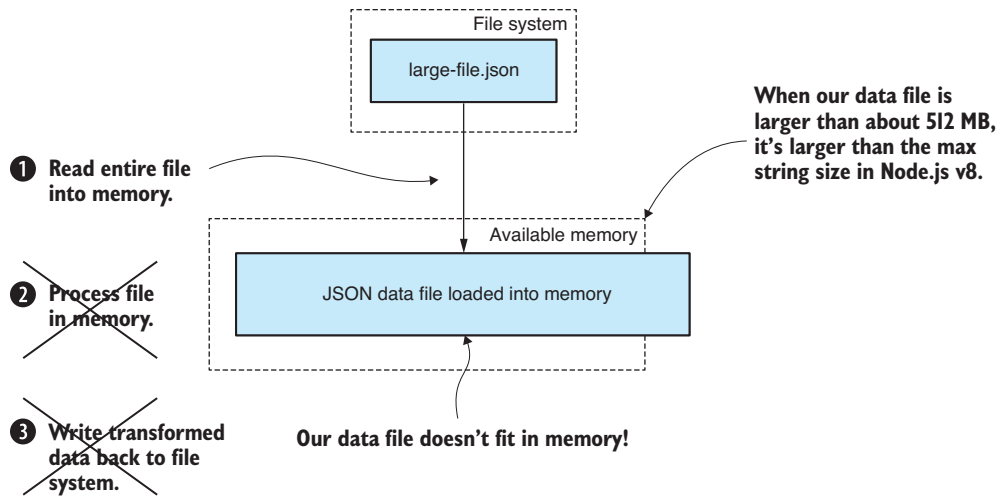 File system
large-file.json
When our data file is
larger than about 512 MB,
it's larger than the max
string size in Node.js v8.
1 Read entire file
into memory.
Available memory
JSON data file loaded into memory
2 Process file
in memory.
3 Write transformed
data back to file
system.
Our data file doesn't fit in memory!